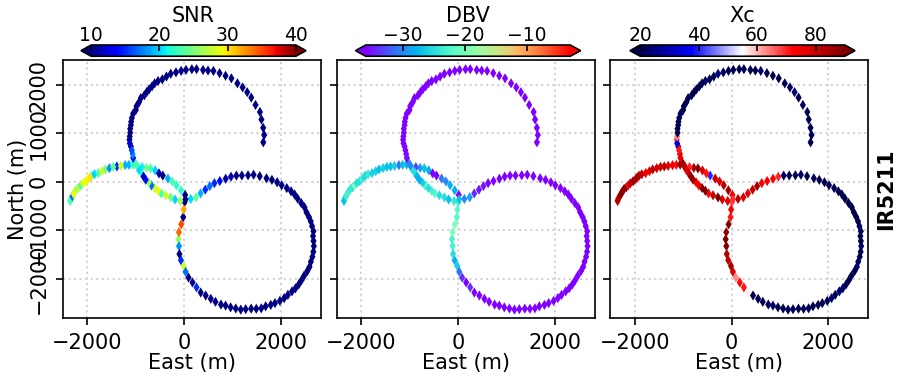 SNR DBV Xc
10 20 30 40 −30 −20 −10 20 40 60 80
2000
1000
0
−1000
−2000
North (m)
IR5211
−2000 0 2000 −2000 0 2000 −2000 0 2000
East (m) East (m) East (m)